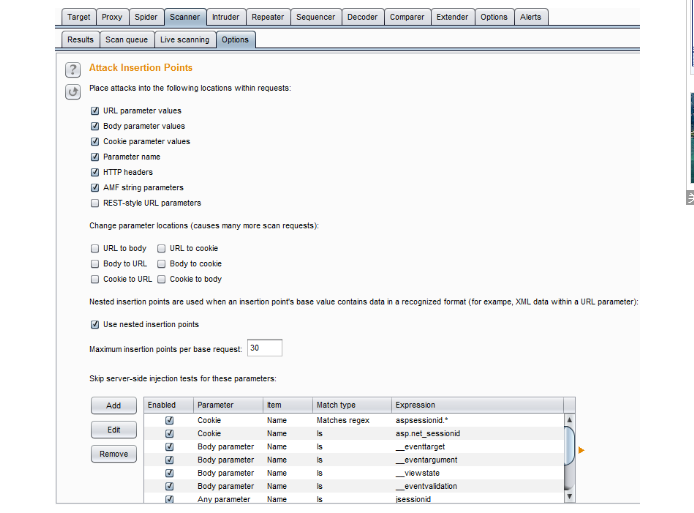 Target Proxy Spider Scanner Intruder Repeater Sequencer Decoder Comparer Extender Options Alerts
Results Scan queue Live scanning Options
? Attack Insertion Points
Place attacks into the following locations within requests:
URL parameter values
Body parameter values
Cookie parameter values
Parameter name
HTTP headers
AMF string parameters
REST-style URL parameters
Change parameter locations (causes many more scan requests):
URL to body URL to cookie
Body to URL Body to cookie
Cookie to URL Cookie to body
Nested insertion points are used when an insertion point's base value contains data in a recognized format (for exampe, XML data within a URL parameter):
Use nested insertion points
Maximum insertion points per base request: 30
Skip server-side injection tests for these parameters:
Add Enabled Parameter Item Match type Expression
Cookie Name Matches regex aspsessionid.*
Edit Cookie Name Is asp.net_sessionid
Body parameter Name Is __eventtarget
Remove Body parameter Name Is __eventargument
Body parameter Name Is __viewstate
Body parameter Name Is __eventvalidation
Any parameter Name Is jsessionid